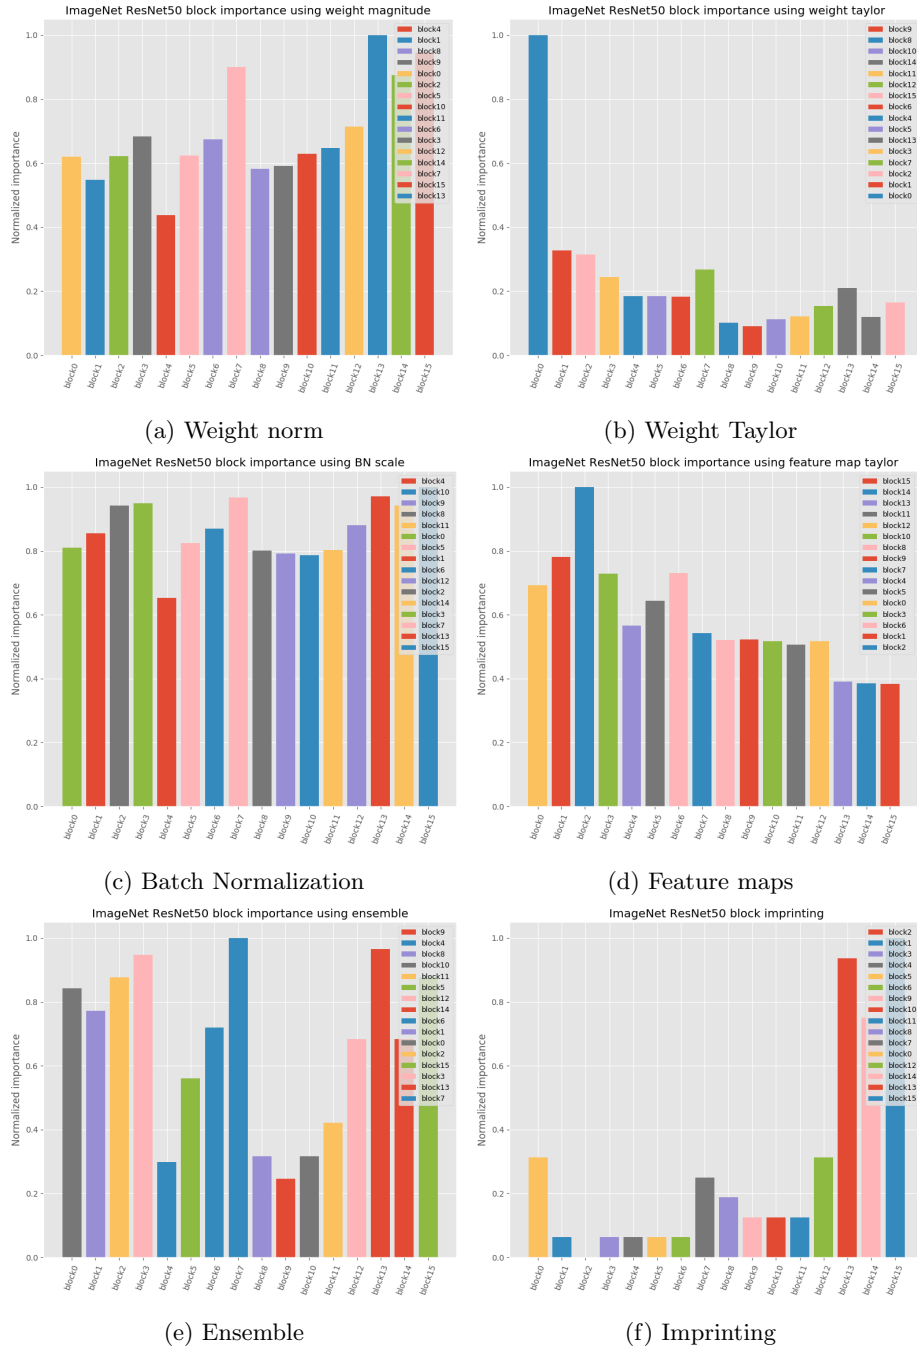 ImageNet ResNet50 block importance using weight magnitude
Normalized importance
1.0
0.8
0.6
0.4
0.2
0.0
block0 block1 block2 block3 block4 block5 block6 block7 block8 block9 block10 block11 block12 block13 block14 block15
block4
block1
block8
block9
block0
block2
block5
block10
block11
block6
block3
block12
block14
block7
block15
block13
(a) Weight norm
ImageNet ResNet50 block importance using weight taylor
Normalized importance
1.0
0.8
0.6
0.4
0.2
0.0
block0 block1 block2 block3 block4 block5 block6 block7 block8 block9 block10 block11 block12 block13 block14 block15
block9
block8
block10
block14
block11
block12
block15
block6
block4
block5
block13
block3
block7
block2
block1
block0
(b) Weight Taylor
ImageNet ResNet50 block importance using BN scale
Normalized importance
1.0
0.8
0.6
0.4
0.2
0.0
block0 block1 block2 block3 block4 block5 block6 block7 block8 block9 block10 block11 block12 block13 block14 block15
block4
block10
block9
block8
block11
block0
block5
block1
block6
block12
block2
block14
block3
block7
block13
block15
(c) Batch Normalization
ImageNet ResNet50 block importance using feature map taylor
Normalized importance
1.0
0.8
0.6
0.4
0.2
0.0
block0 block1 block2 block3 block4 block5 block6 block7 block8 block9 block10 block11 block12 block13 block14 block15
block15
block14
block13
block11
block12
block10
block8
block9
block7
block4
block5
block0
block3
block6
block1
block2
(d) Feature maps
ImageNet ResNet50 block importance using ensemble
Normalized importance
1.0
0.8
0.6
0.4
0.2
0.0
block0 block1 block2 block3 block4 block5 block6 block7 block8 block9 block10 block11 block12 block13 block14 block15
block9
block4
block8
block10
block11
block5
block12
block14
block6
block1
block0
block2
block15
block3
block13
block7
(e) Ensemble
ImageNet ResNet50 block imprinting
Normalized importance
1.0
0.8
0.6
0.4
0.2
0.0
block0 block1 block2 block3 block4 block5 block6 block7 block8 block9 block10 block11 block12 block13 block14 block15
block2
block1
block3
block4
block5
block6
block9
block10
block11
block8
block7
block0
block12
block14
block13
block15
(f) Imprinting